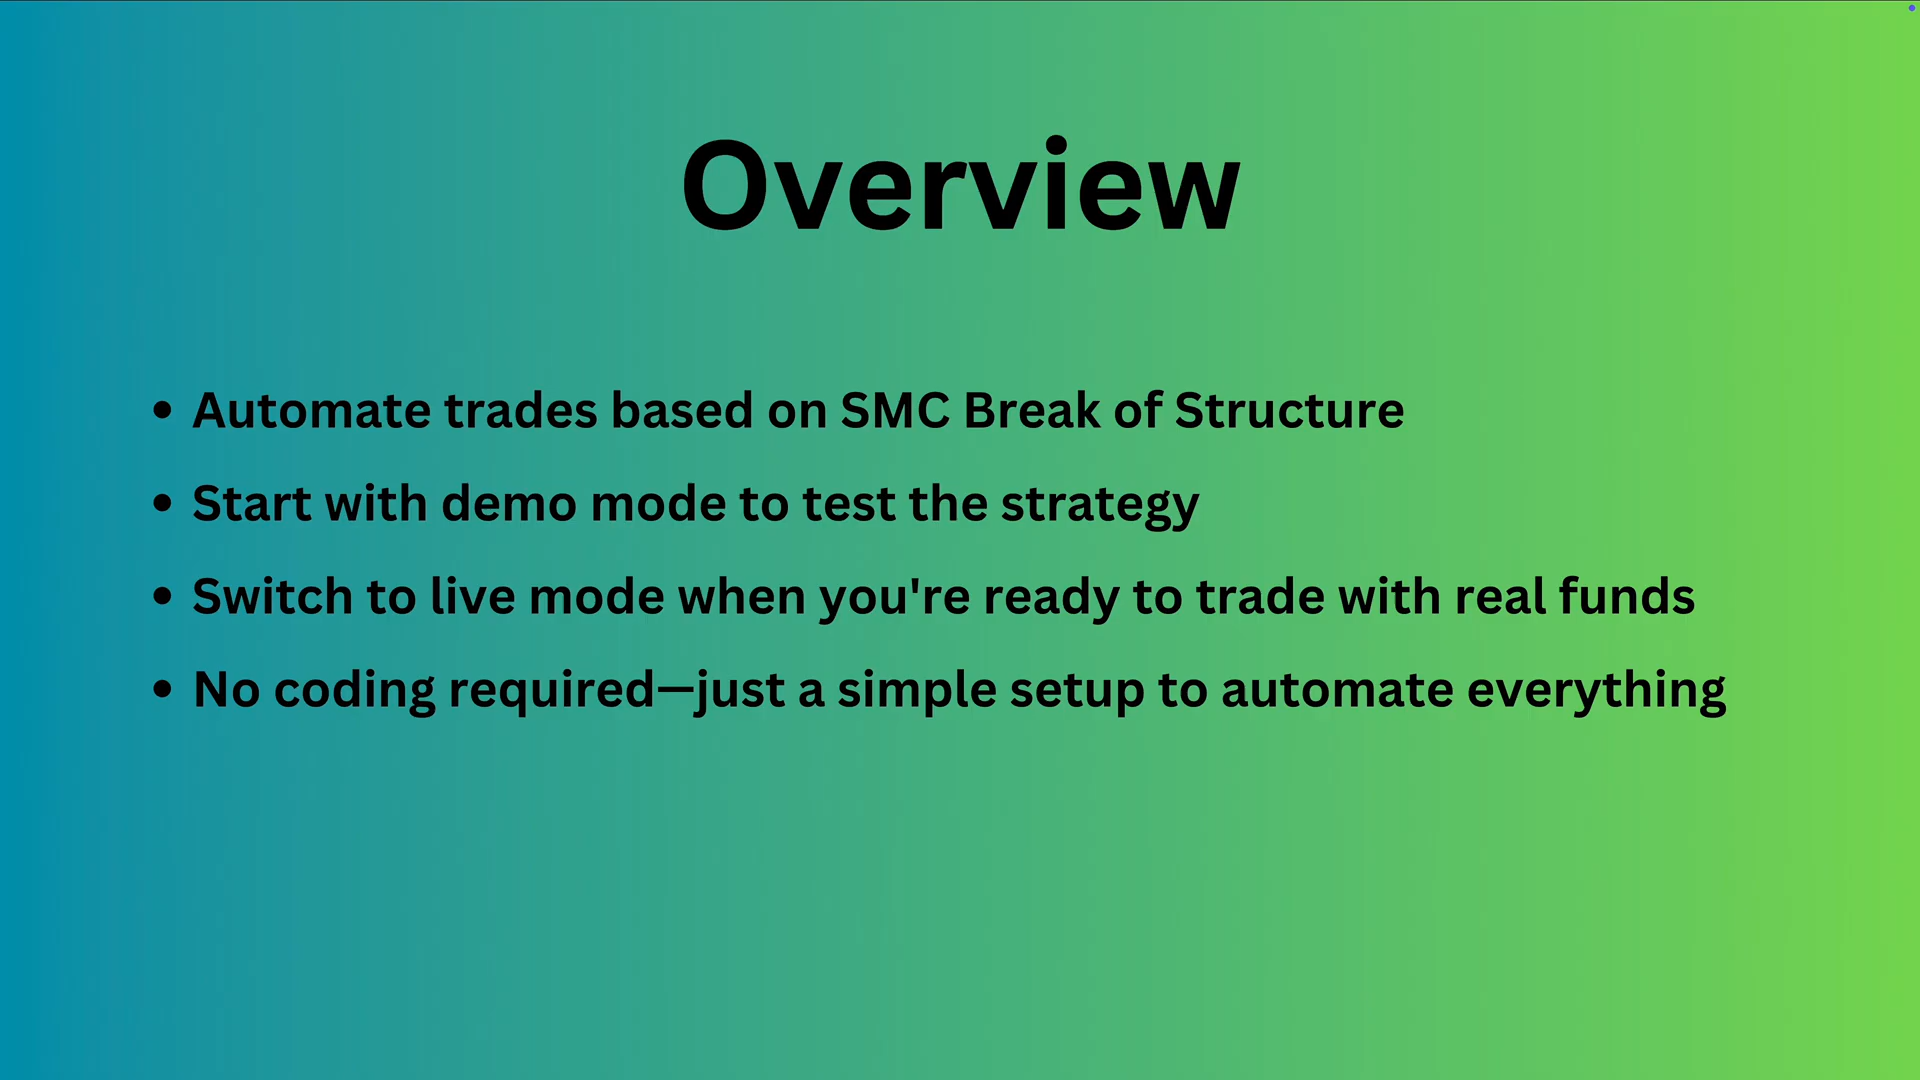 Overview
• Automate trades based on SMC Break of Structure
• Start with demo mode to test the strategy
• Switch to live mode when you're ready to trade with real funds
• No coding required—just a simple setup to automate everything